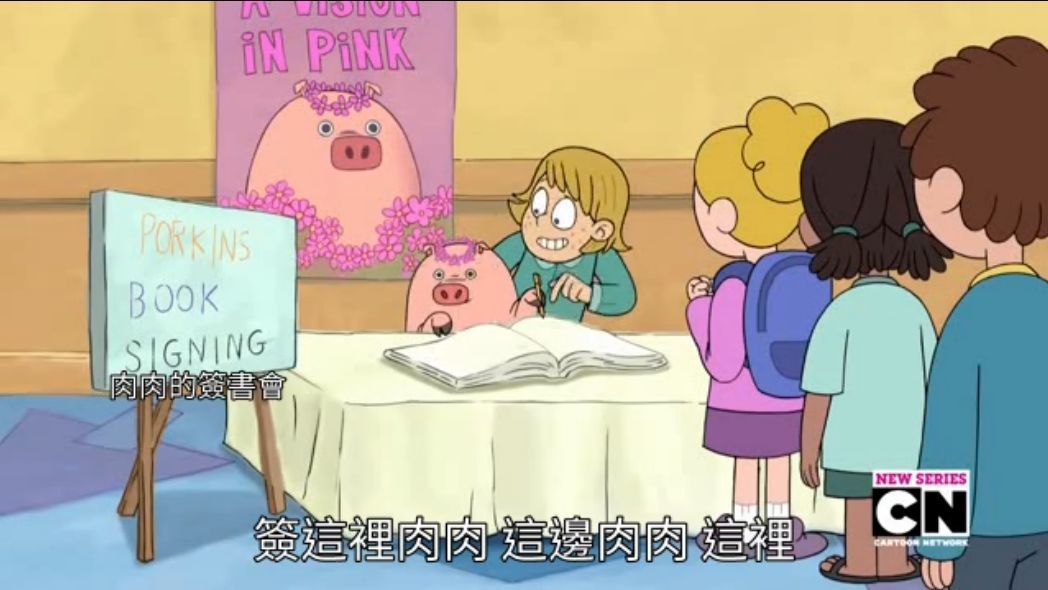 A VISION
IN PINK
PORKINS
BOOK
SIGNING
肉肉的簽書會
簽這裡肉肉 這邊肉肉 這裡
NEW SERIES
CN
CARTOON NETWORK